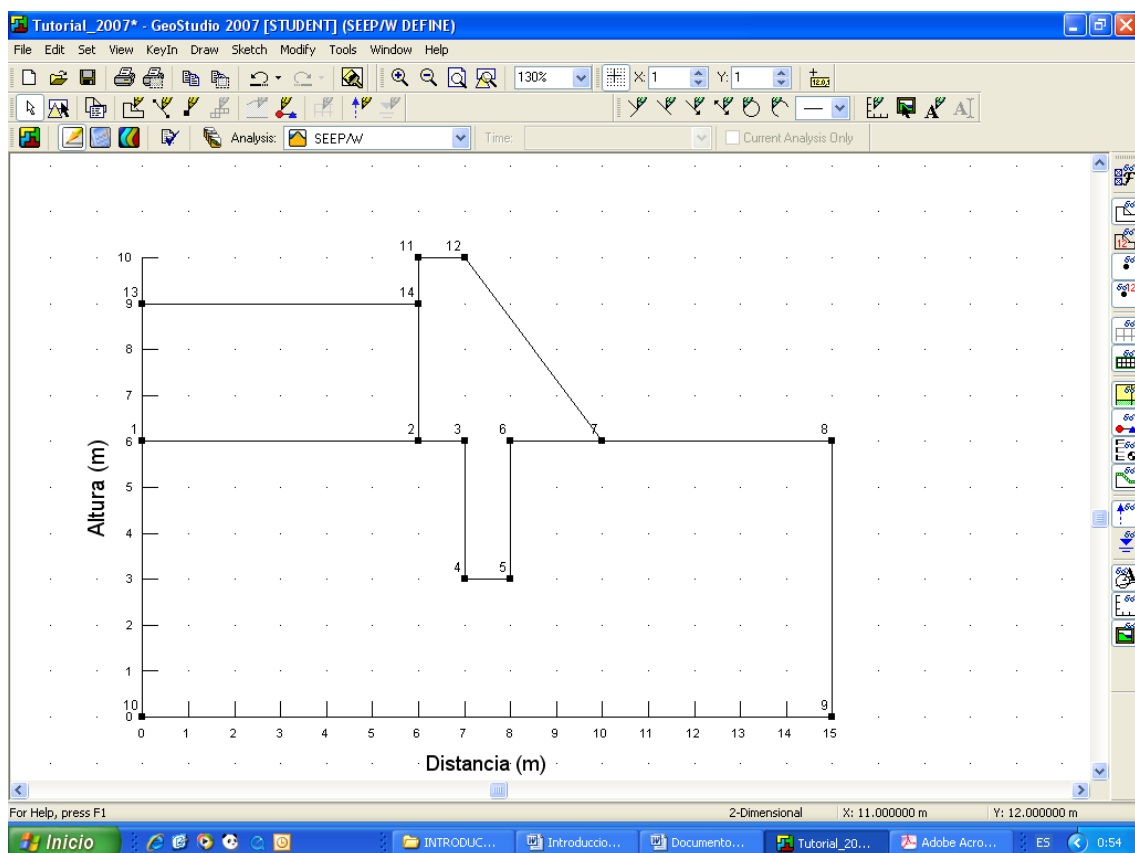 Tutorial_2007* - GeoStudio 2007 [STUDENT] (SEEP/W DEFINE)
File Edit Set View KeyIn Draw Sketch Modify Tools Window Help
130% X: 1 Y: 1
Analysis: SEEP/W Time: Current Analysis Only
11 12
10
13 14
9
8
7
1 2 3 6 7 8
6
5
4
4 5
3
2
1
10 9
0
0 1 2 3 4 5 6 7 8 9 10 11 12 13 14 15
Altura (m)
Distancia (m)
For Help, press F1 2-Dimensional X: 11.000000 m Y: 12.000000 m
Inicio INTRODUC... Introduccio... Documento... Tutorial_20... Adobe Acro... ES 0:54